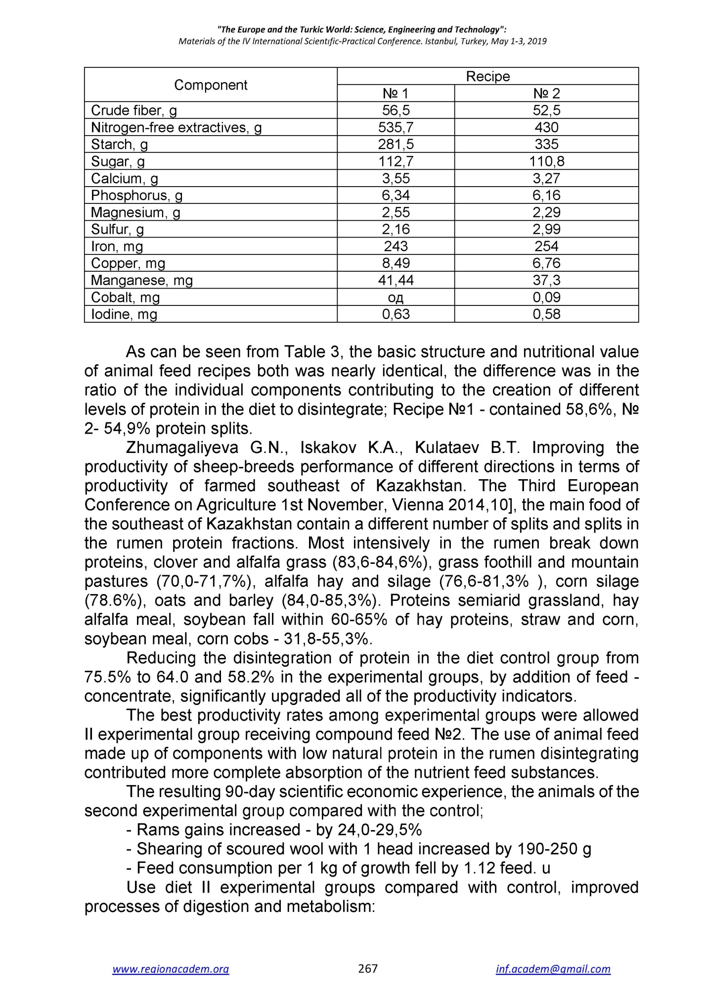 "The Europe and the Turkic World: Science, Engineering and Technology":
Materials of the IV International Scientific-Practical Conference. Istanbul, Turkey, May 1-3, 2019
Component Recipe
№ 1 № 2
Crude fiber, g 56,5 52,5
Nitrogen-free extractives, g 535,7 430
Starch, g 281,5 335
Sugar, g 112,7 110,8
Calcium, g 3,55 3,27
Phosphorus, g 6,34 6,16
Magnesium, g 2,55 2,29
Sulfur, g 2,16 2,99
Iron, mg 243 254
Copper, mg 8,49 6,76
Manganese, mg 41,44 37,3
Cobalt, mg од 0,09
Iodine, mg 0,63 0,58
As can be seen from Table 3, the basic structure and nutritional value
of animal feed recipes both was nearly identical, the difference was in the
ratio of the individual components contributing to the creation of different
levels of protein in the diet to disintegrate; Recipe №1 - contained 58,6%, №
2- 54,9% protein splits.
Zhumagaliyeva G.N., Iskakov K.A., Kulataev B.T. Improving the
productivity of sheep-breeds performance of different directions in terms of
productivity of farmed southeast of Kazakhstan. The Third European
Conference on Agriculture 1st November, Vienna 2014,10], the main food of
the southeast of Kazakhstan contain a different number of splits and splits in
the rumen protein fractions. Most intensively in the rumen break down
proteins, clover and alfalfa grass (83,6-84,6%), grass foothill and mountain
pastures (70,0-71,7%), alfalfa hay and silage (76,6-81,3% ), corn silage
(78.6%), oats and barley (84,0-85,3%). Proteins semiarid grassland, hay
alfalfa meal, soybean fall within 60-65% of hay proteins, straw and corn,
soybean meal, corn cobs - 31,8-55,3%.
Reducing the disintegration of protein in the diet control group from
75.5% to 64.0 and 58.2% in the experimental groups, by addition of feed -
concentrate, significantly upgraded all of the productivity indicators.
The best productivity rates among experimental groups were allowed
II experimental group receiving compound feed №2. The use of animal feed
made up of components with low natural protein in the rumen disintegrating
contributed more complete absorption of the nutrient feed substances.
The resulting 90-day scientific economic experience, the animals of the
second experimental group compared with the control;
- Rams gains increased - by 24,0-29,5%
- Shearing of scoured wool with 1 head increased by 190-250 g
- Feed consumption per 1 kg of growth fell by 1.12 feed. u
Use diet II experimental groups compared with control, improved
processes of digestion and metabolism:
www.regionacadem.org 267 inf.academ@gmail.com